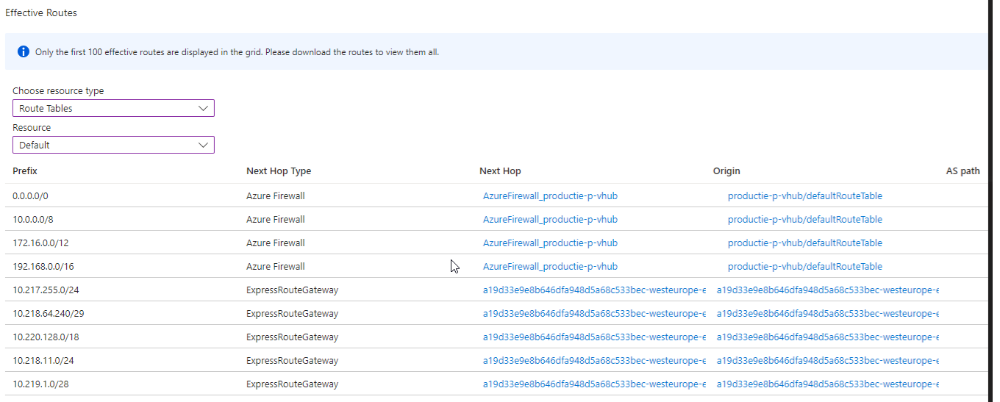 Effective Routes
Only the first 100 effective routes are displayed in the grid. Please download the routes to view them all.
Choose resource type
Route Tables
Resource
Default
Prefix Next Hop Type Next Hop Origin AS path
0.0.0.0/0 Azure Firewall AzureFirewall_productie-p-vhub productie-p-vhub/defaultRouteTable
10.0.0.0/8 Azure Firewall AzureFirewall_productie-p-vhub productie-p-vhub/defaultRouteTable
172.16.0.0/12 Azure Firewall AzureFirewall_productie-p-vhub productie-p-vhub/defaultRouteTable
192.168.0.0/16 Azure Firewall AzureFirewall_productie-p-vhub productie-p-vhub/defaultRouteTable
10.217.255.0/24 ExpressRouteGateway a19d33e9e8b646dfa948d5a68c533bec-westeurope-e a19d33e9e8b646dfa948d5a68c533bec-westeurope-e
10.218.64.240/29 ExpressRouteGateway a19d33e9e8b646dfa948d5a68c533bec-westeurope-e a19d33e9e8b646dfa948d5a68c533bec-westeurope-e
10.220.128.0/18 ExpressRouteGateway a19d33e9e8b646dfa948d5a68c533bec-westeurope-e a19d33e9e8b646dfa948d5a68c533bec-westeurope-e
10.218.11.0/24 ExpressRouteGateway a19d33e9e8b646dfa948d5a68c533bec-westeurope-e a19d33e9e8b646dfa948d5a68c533bec-westeurope-e
10.219.1.0/28 ExpressRouteGateway a19d33e9e8b646dfa948d5a68c533bec-westeurope-e a19d33e9e8b646dfa948d5a68c533bec-westeurope-e